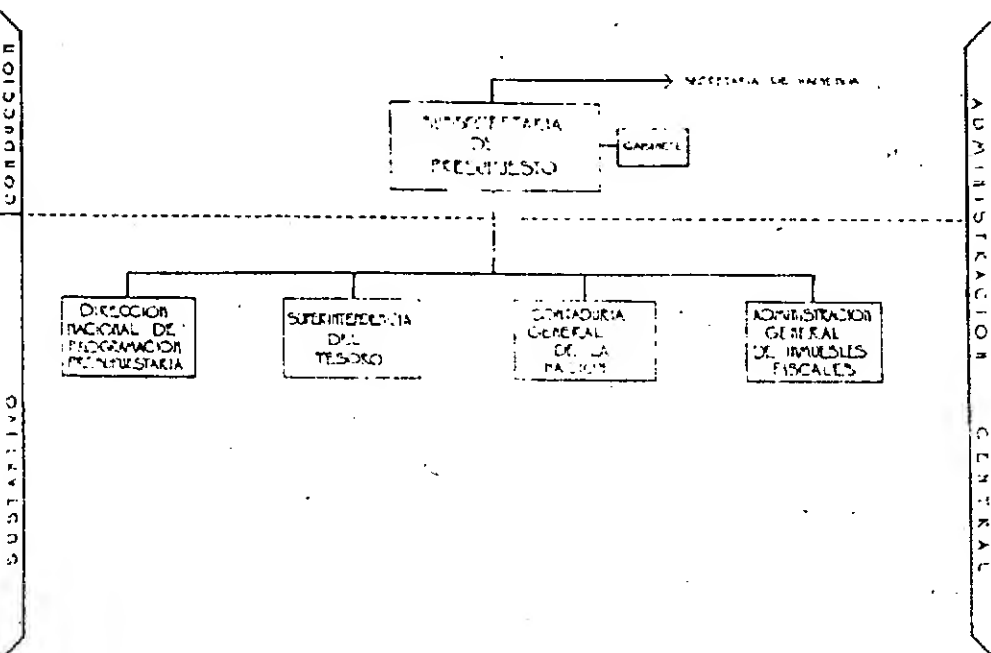 CONDUCCION
SECRETARIA DE HACIENDA
SUBSECRETARIA
DE
PRESUPUESTO
GABINETE
ADMINISTRACION CENTRAL
DIRECCION
NACIONAL DE
PROGRAMACION
PRESUPUESTARIA
SUPERINTENDENCIA
DEL
TESORO
CONTADURIA
GENERAL
DE LA
NACION
ADMINISTRACION
GENERAL
DE INMUEBLES
FISCALES
SUSTANTIVO